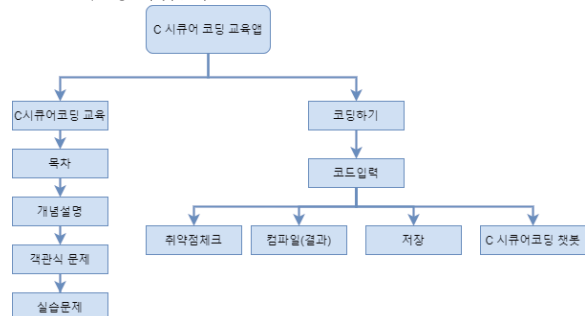 C 시큐어 코딩 교육앱
C시큐어코딩 교육
코딩하기
목차
코드입력
개념설명
취약점체크
컴파일(결과)
저장
C 시큐어코딩 챗봇
객관식 문제
실습문제